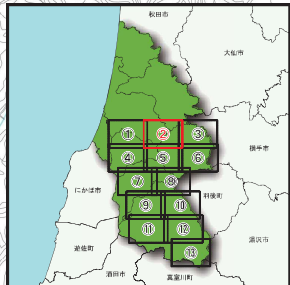 秋田市
大仙市
① ② ③
横手市
④ ⑤ ⑥
⑦ ⑧
にかほ市
羽後町
⑨ ⑩
⑪ ⑫
湯沢市
遊佐町
⑬
酒田市
真室川町